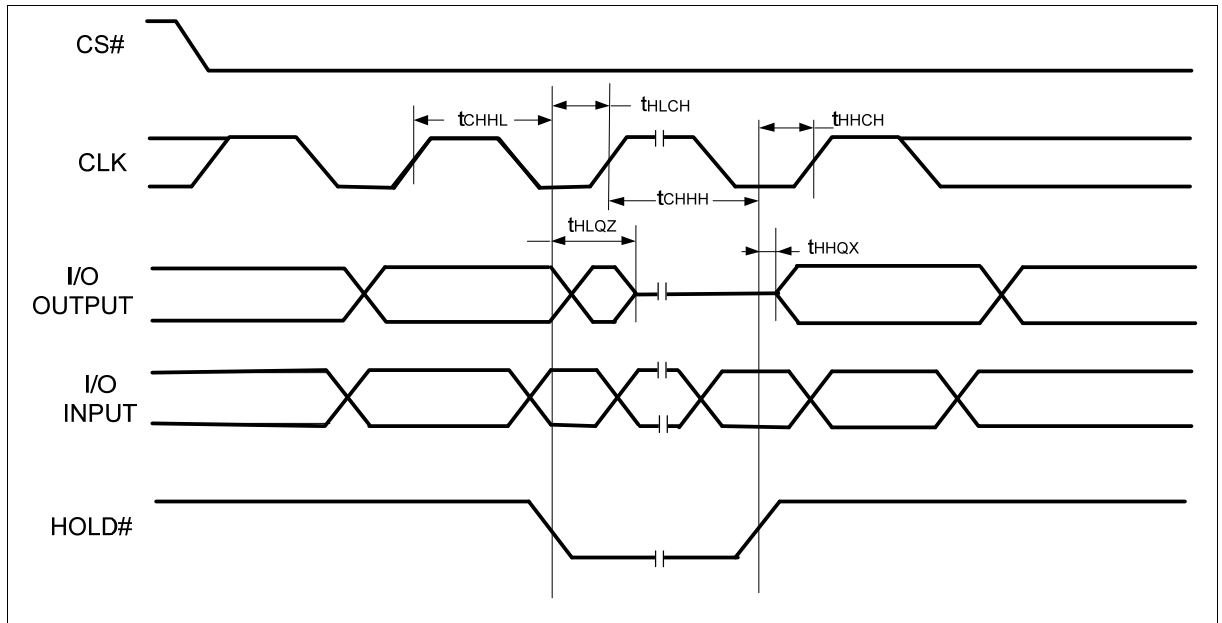 CS#
tCHHL
tHLCH
tHHCH
CLK
tCHHH
tHLQZ
tHHQX
I/O
OUTPUT
I/O
INPUT
HOLD#